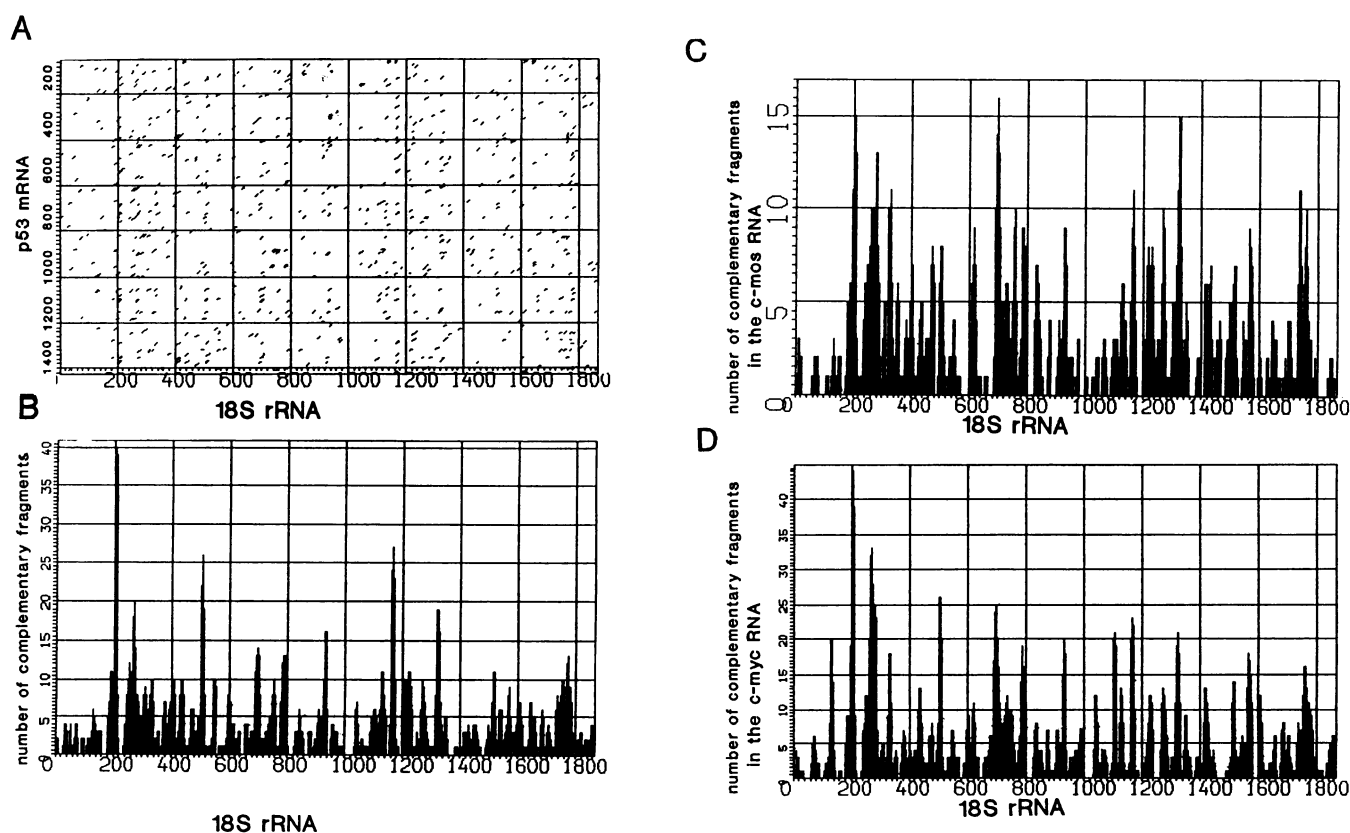 A
200
400
600
800
1000
1200
1400
p53 mRNA
200 400 600 800 1000 1200 1400 1600 1800
18S rRNA
B
number of complementary fragments
40
35
30
25
20
15
10
5
0
0 200 400 600 800 1000 1200 1400 1600 1800
18S rRNA
C
number of complementary fragments
in the c-mos RNA
15
10
5
0
0 200 400 600 800 1000 1200 1400 1600 1800
18S rRNA
D
number of complementary fragments
in the c-myc RNA
40
35
30
25
20
15
10
5
0
0 200 400 600 800 1000 1200 1400 1600 1800
18S rRNA